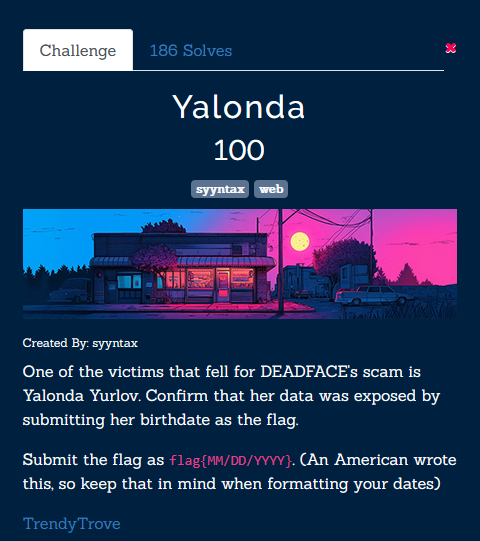 Challenge
186 Solves
Yalonda
100
syyntax web
Created By: syyntax
One of the victims that fell for DEADFACE's scam is
Yalonda Yurlov. Confirm that her data was exposed by
submitting her birthdate as the flag.
Submit the flag as flag{MM/DD/YYYY}. (An American wrote
this, so keep that in mind when formatting your dates)
TrendyTrove